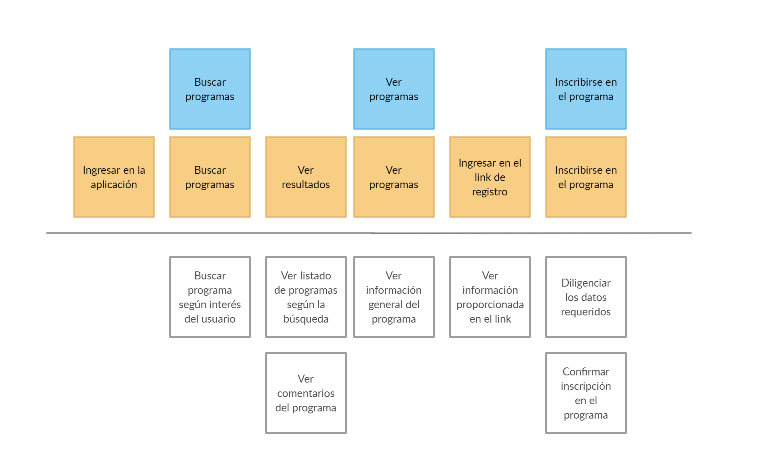 Buscar
programas
Ver
programas
Inscribirse en
el programa
Ingresar en la
aplicación
Buscar
programas
Ver
resultados
Ver
programas
Ingresar en el
link de
registro
Inscribirse en
el programa
Buscar
programa
según interés
del usuario
Ver listado
de programas
según la
búsqueda
Ver
información
general del
programa
Ver
información
proporcionada
en el link
Diligenciar
los datos
requeridos
Ver
comentarios
del programa
Confirmar
inscripción
en el
programa